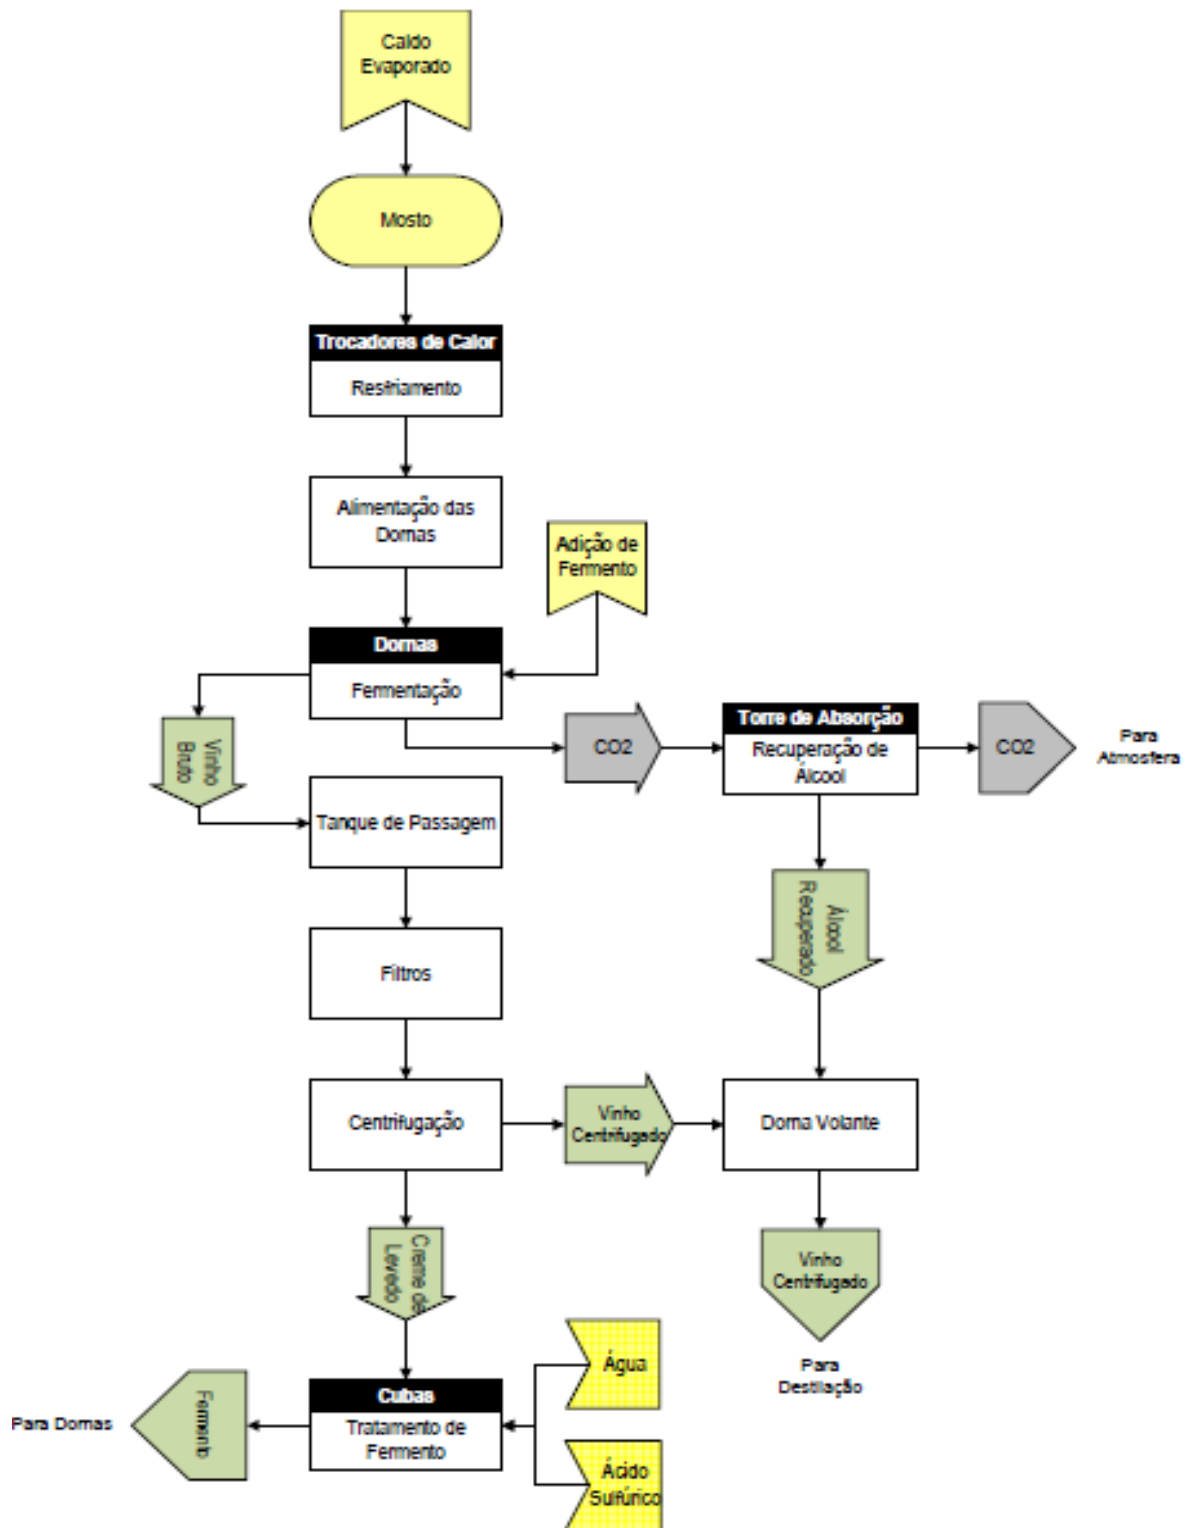 Caldo
Evaporado
Mosto
Trocadores de Calor
Resfriamento
Alimentação das
Dornas
Adição de
Fermento
Dornas
Fermentação
Vinho
Bruto
CO2
Torre de Absorção
Recuperação de
Álcool
CO2
Para
Atmosfera
Tanque de Passagem
Álcool
Recuperado
Filtros
Centrifugação
Vinho
Centrifugado
Dorna Volante
Creme de
Levedo
Vinho
Centrifugado
Para
Destilação
Água
Cubas
Tratamento de
Fermento
Fermento
Para Dornas
Ácido
Sulfúrico